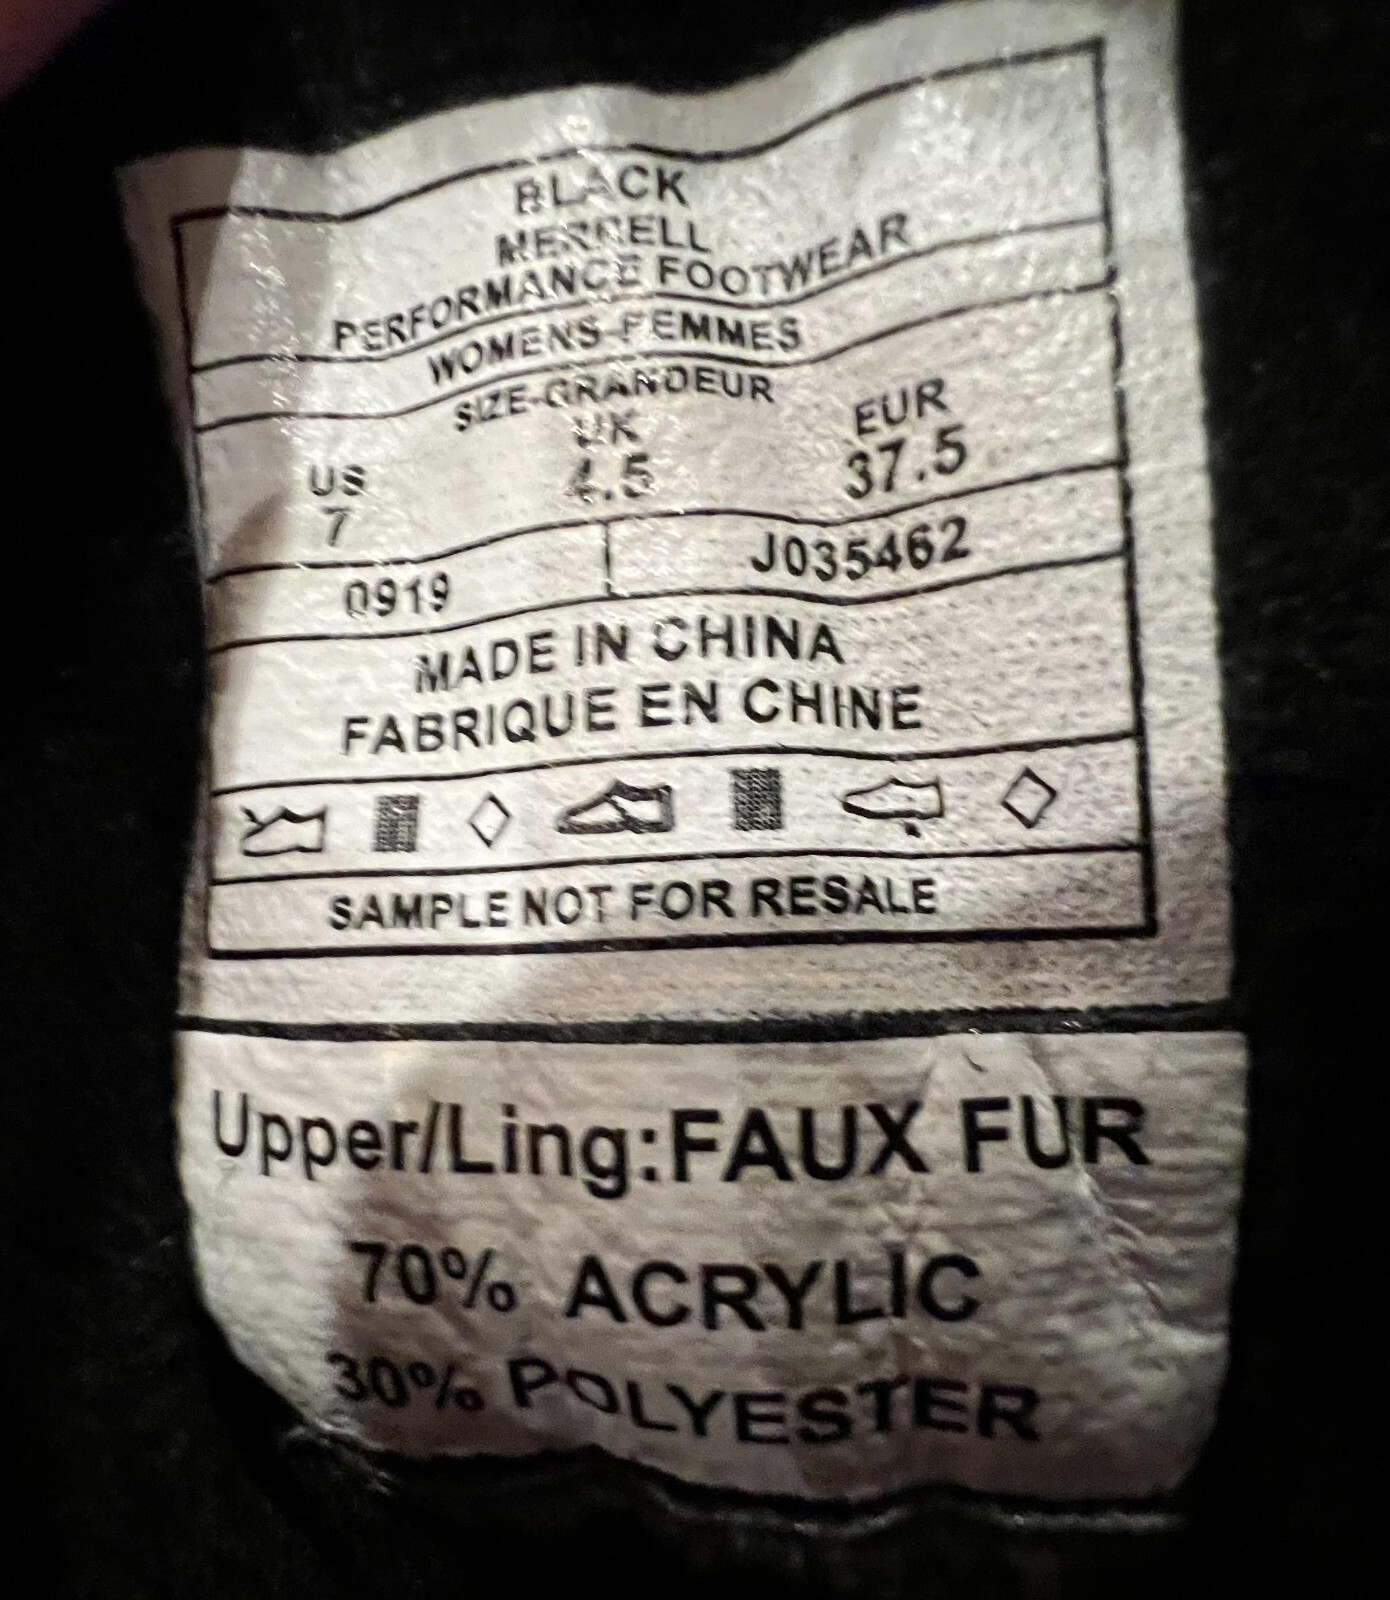 BLACK
MERRELL
PERFORMANCE FOOTWEAR
WOMENS-FEMMES
SIZE-GRANDEUR
US UK EUR
7 4.5 37.5
0919 J035462
MADE IN CHINA
FABRIQUE EN CHINE
SAMPLE NOT FOR RESALE
Upper/Ling:FAUX FUR
70% ACRYLIC
30% POLYESTER